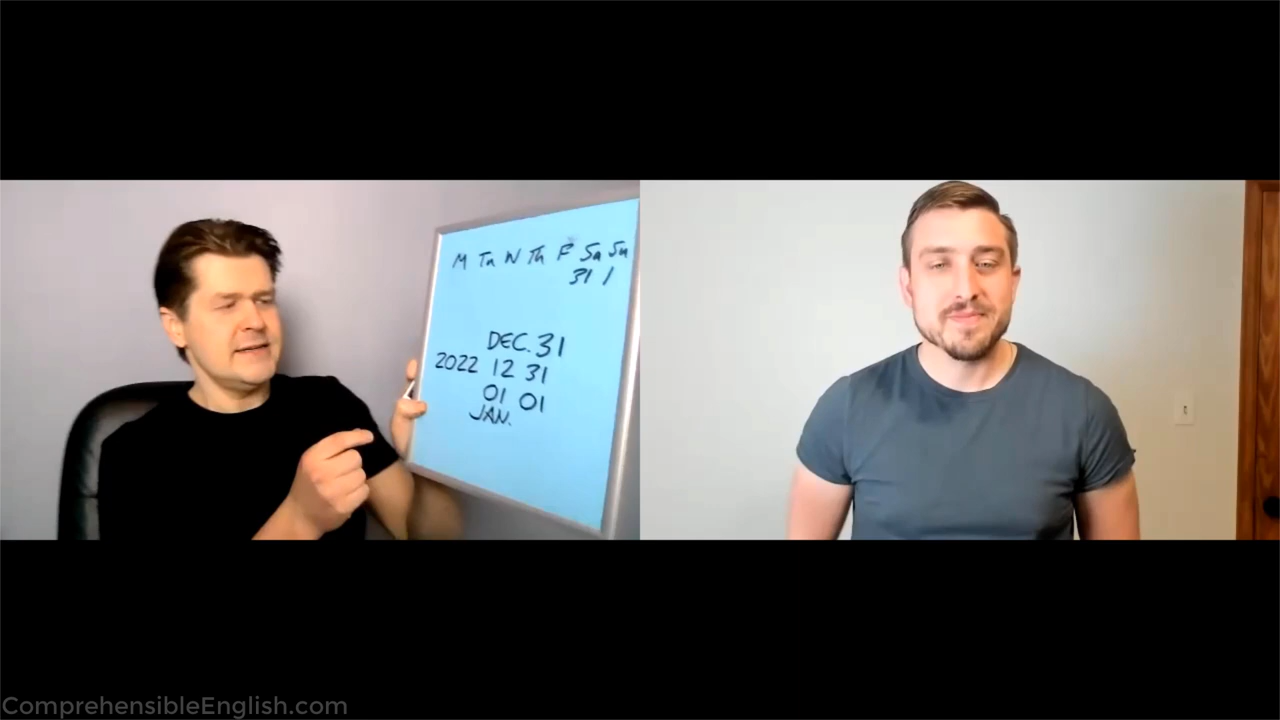 M Tu W Th F Sa Su
31 1
DEC. 31
2022 12 31
01 01
JAN.
ComprehensibleEnglish.com